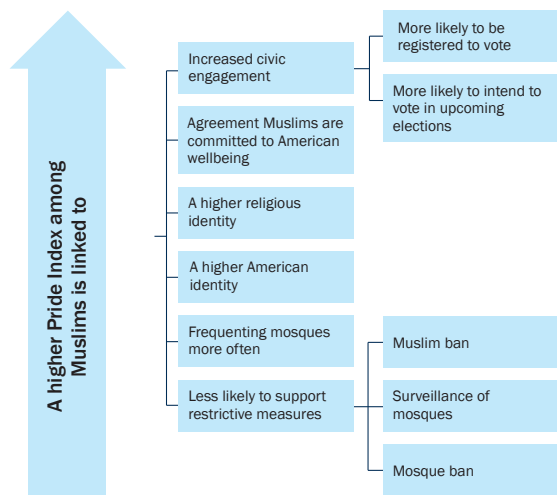 A higher Pride Index among
Muslims is linked to
Increased civic
engagement
More likely to be
registered to vote
More likely to intend to
vote in upcoming
elections
Agreement Muslims are
committed to American
wellbeing
A higher religious
identity
A higher American
identity
Frequenting mosques
more often
Less likely to support
restrictive measures
Muslim ban
Surveillance of
mosques
Mosque ban